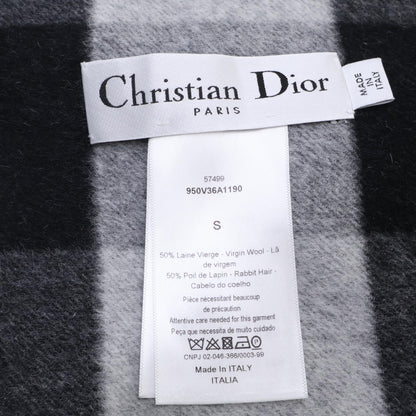 Christian Dior
PARIS
MADE IN
ITALY
57499
950V36A1190
S
50% Laine Vierge - Virgin Wool - Lã
de virgem
50% Poil de Lapin - Rabbit Hair -
Cabelo do coelho
Pièce nécessitant beaucoup
de précaution
Attentive care needed for this garment
Peça que necessita de muito cuidado
CNPJ 02-046-366/0003-99
Made In ITALY
ITALIA